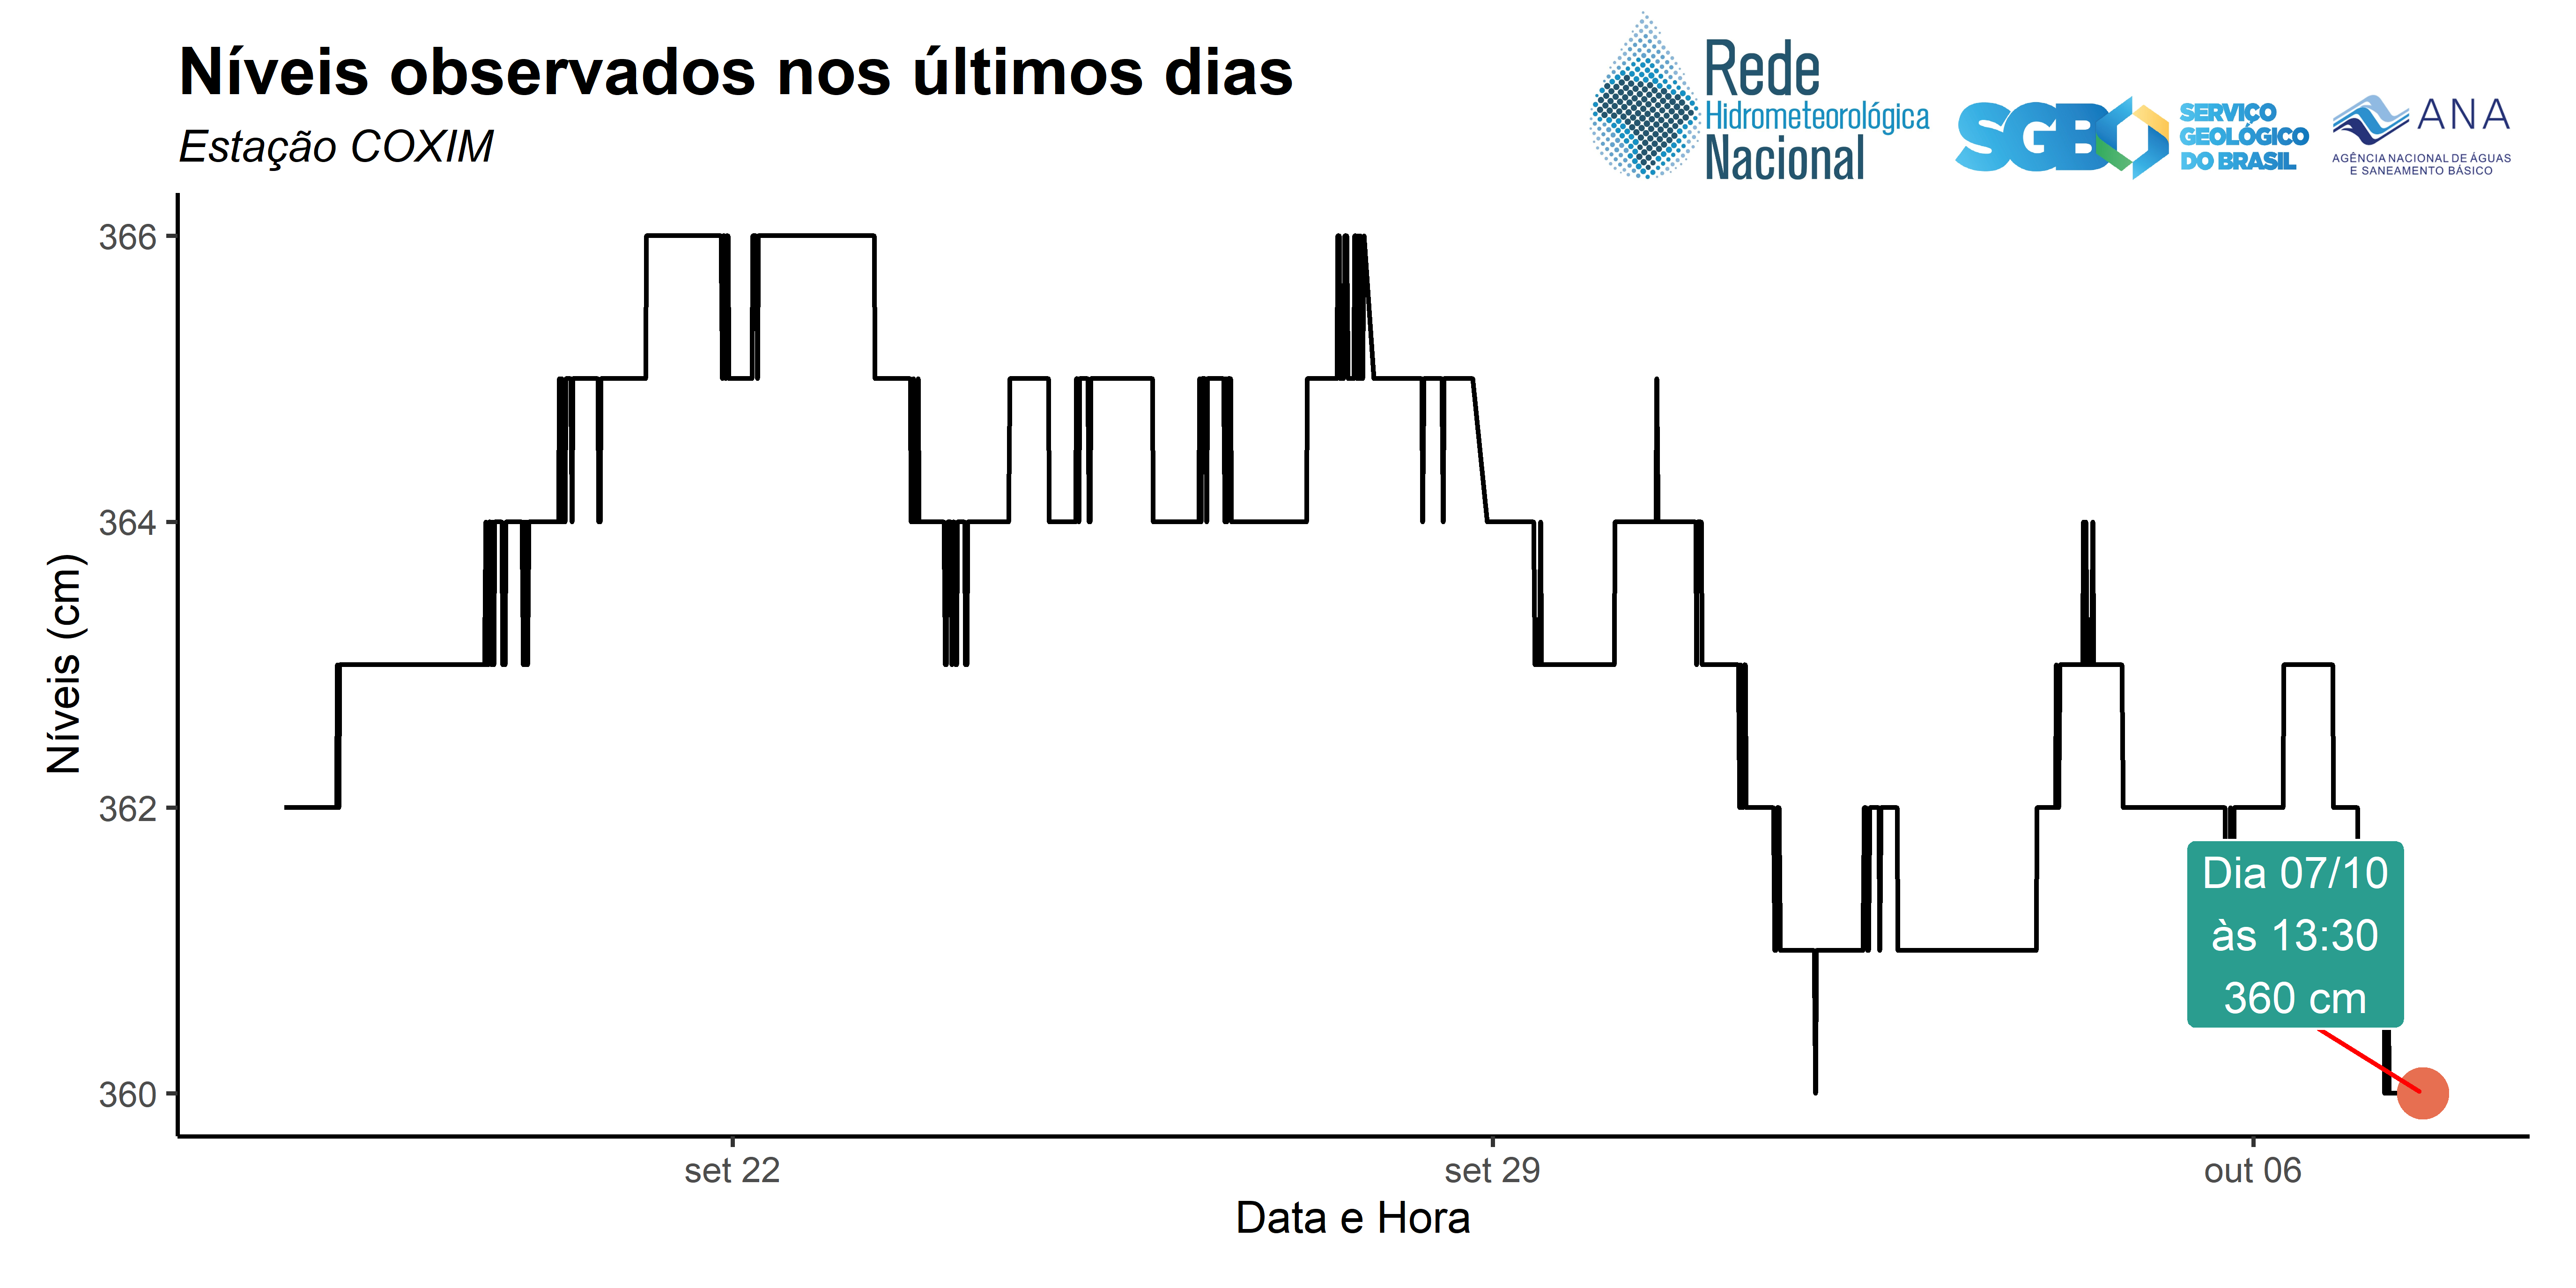 Níveis observados nos últimos dias
Estação COXIM
Rede
Hidrometeorológica
Nacional
SGB
SERVIÇO
GEOLÓGICO
DO BRASIL
ANA
AGÊNCIA NACIONAL DE ÁGUAS
E SANEAMENTO BÁSICO
Níveis (cm)
366
364
362
360
Dia 07/10
às 13:30
360 cm
set 22
set 29
out 06
Data e Hora